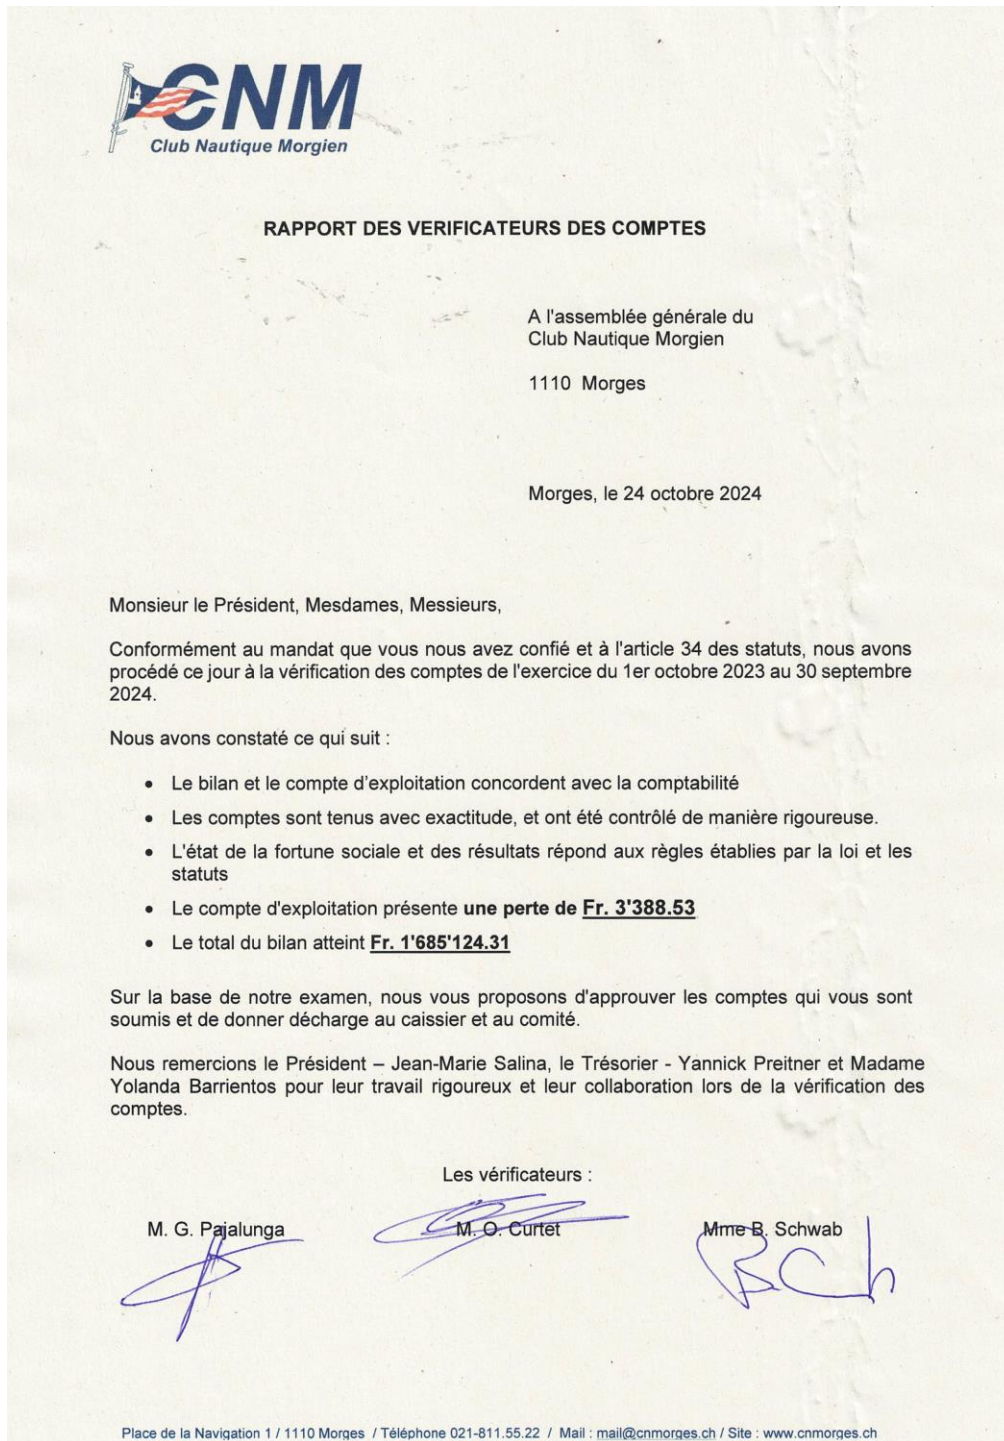 CNM
Club Nautique Morgien
RAPPORT DES VERIFICATEURS DES COMPTES
A l'assemblée générale du
Club Nautique Morgien
1110 Morges
Morges, le 24 octobre 2024
Monsieur le Président, Mesdames, Messieurs,
Conformément au mandat que vous nous avez confié et à l'article 34 des statuts, nous avons
procédé ce jour à la vérification des comptes de l'exercice du 1er octobre 2023 au 30 septembre
2024.
Nous avons constaté ce qui suit :
• Le bilan et le compte d'exploitation concordent avec la comptabilité
• Les comptes sont tenus avec exactitude, et ont été contrôlé de manière rigoureuse.
• L'état de la fortune sociale et des résultats répond aux règles établies par la loi et les
statuts
• Le compte d'exploitation présente une perte de Fr. 3'388.53
• Le total du bilan atteint Fr. 1'685'124.31
Sur la base de notre examen, nous vous proposons d'approuver les comptes qui vous sont
soumis et de donner décharge au caissier et au comité.
Nous remercions le Président – Jean-Marie Salina, le Trésorier - Yannick Preitner et Madame
Yolanda Barrientos pour leur travail rigoureux et leur collaboration lors de la vérification des
comptes.
Les vérificateurs :
M. G. Pajalunga M. O. Curtet Mme B. Schwab
Place de la Navigation 1 / 1110 Morges / Téléphone 021-811.55.22 / Mail : mail@cnmorges.ch / Site : www.cnmorges.ch